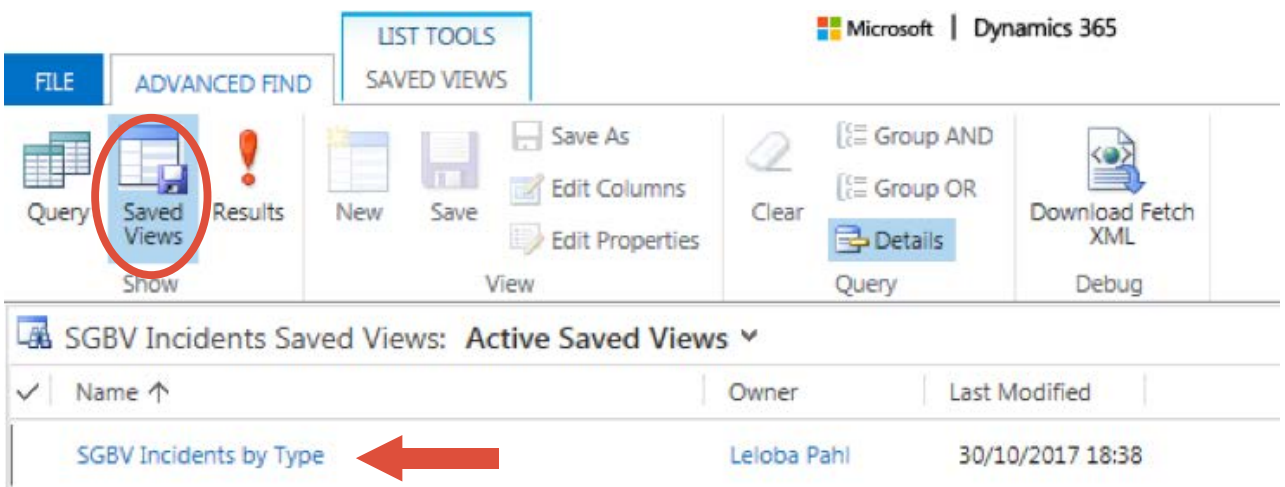 LIST TOOLS
Microsoft | Dynamics 365
FILE
ADVANCED FIND
SAVED VIEWS
Query
Saved Views
Results
New
Save
Save As
Edit Columns
Edit Properties
Clear
Group AND
Group OR
Details
Download Fetch XML
Show
View
Query
Debug
SGBV Incidents Saved Views: Active Saved Views
Name
Owner
Last Modified
SGBV Incidents by Type
Leloba Pahl
30/10/2017 18:38